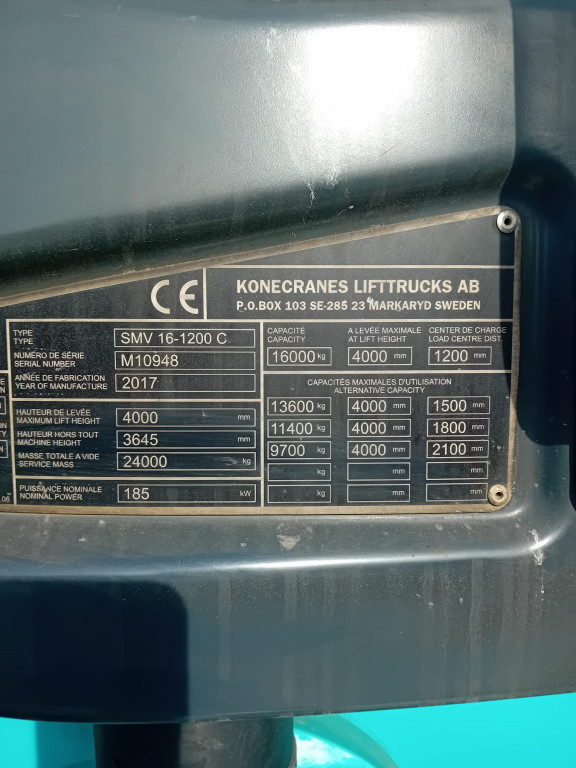 CE
KONECRANES LIFTTRUCKS AB
P.O.BOX 103 SE-285 23 MARKARYD SWEDEN
TYPE
TYPE
SMV 16-1200 C
NUMÉRO DE SÉRIE
SERIAL NUMBER
M10948
ANNÉE DE FABRICATION
YEAR OF MANUFACTURE
2017
HAUTEUR DE LEVÉE
MAXIMUM LIFT HEIGHT
4000 mm
HAUTEUR HORS TOUT
MACHINE HEIGHT
3645 mm
MASSE TOTALE A VIDE
SERVICE MASS
24000 kg
PUISSANCE NOMINALE
NOMINAL POWER
185 kW
CAPACITÉ
CAPACITY
A LEVÉE MAXIMALE
AT LIFT HEIGHT
CENTER DE CHARGE
LOAD CENTRE DIST.
16000 kg 4000 mm 1200 mm
CAPACITÉS MAXIMALES D'UTILISATION
ALTERNATIVE CAPACITY
13600 kg 4000 mm 1500 mm
11400 kg 4000 mm 1800 mm
9700 kg 4000 mm 2100 mm
kg mm mm
kg mm mm